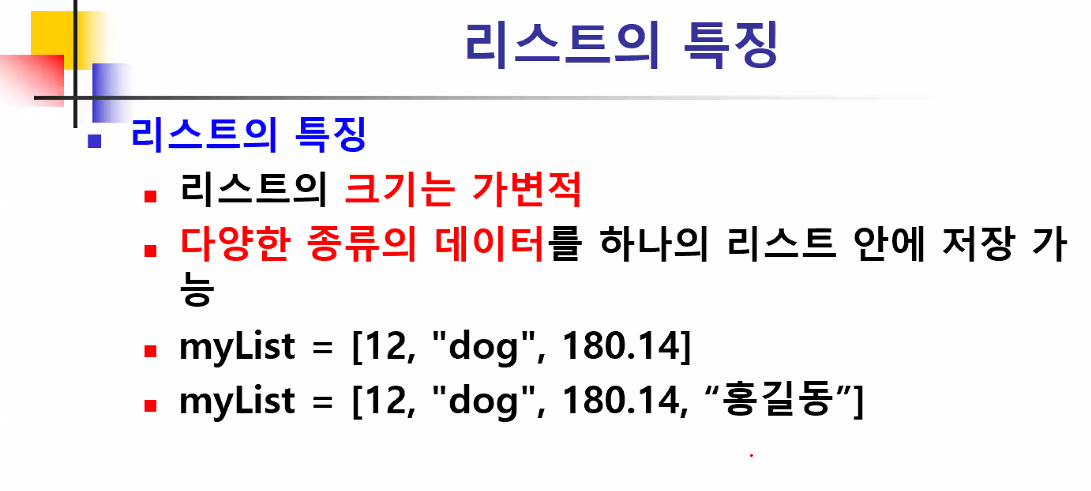 리스트의 특징
리스트의 특징
리스트의 크기는 가변적
다양한 종류의 데이터를 하나의 리스트 안에 저장 가
능
myList = [12, "dog", 180.14]
myList = [12, "dog", 180.14, “홍길동”]